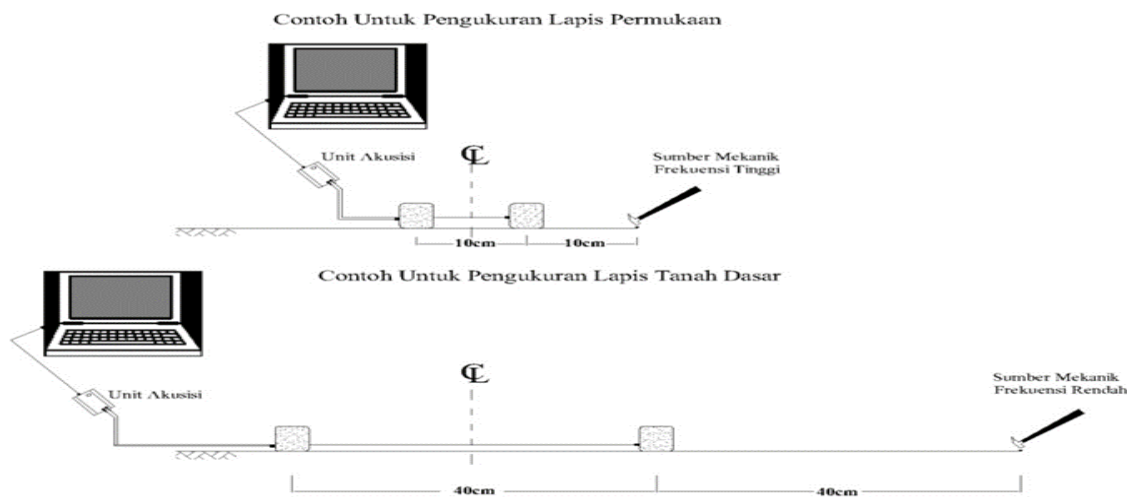 Contoh Untuk Pengukuran Lapis Permukaan
Unit Akusisi
CL
Sumber Mekanik
Frekuensi Tinggi
10cm
10cm
Contoh Untuk Pengukuran Lapis Tanah Dasar
Unit Akusisi
CL
Sumber Mekanik
Frekuensi Rendah
40cm
40cm